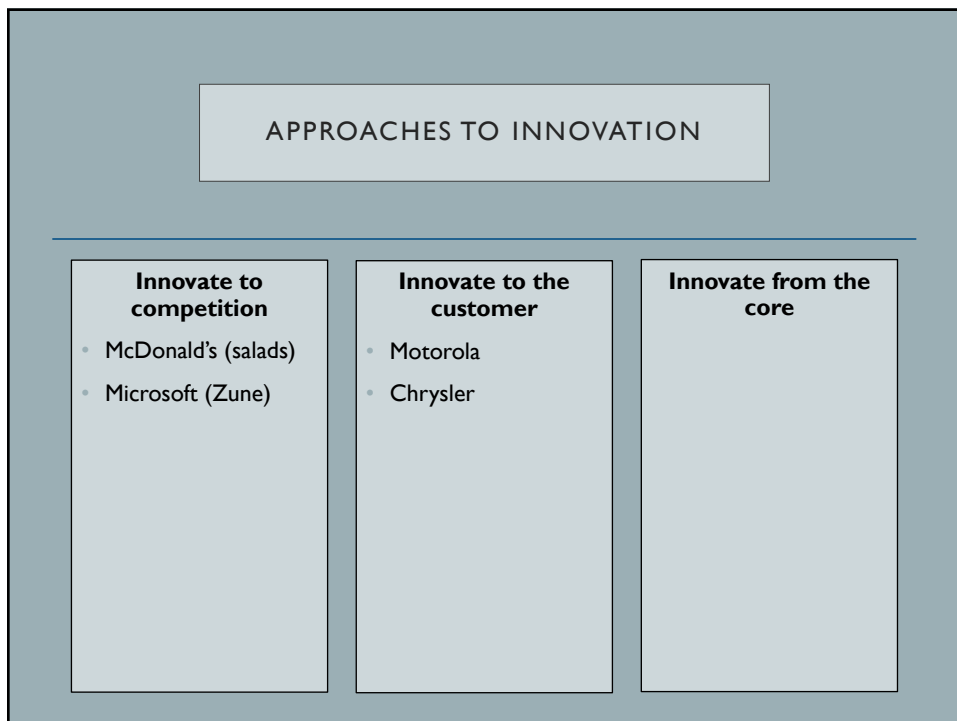 APPROACHES TO INNOVATION
Innovate to
competition
• McDonald’s (salads)
• Microsoft (Zune)
Innovate to the
customer
• Motorola
• Chrysler
Innovate from the
core